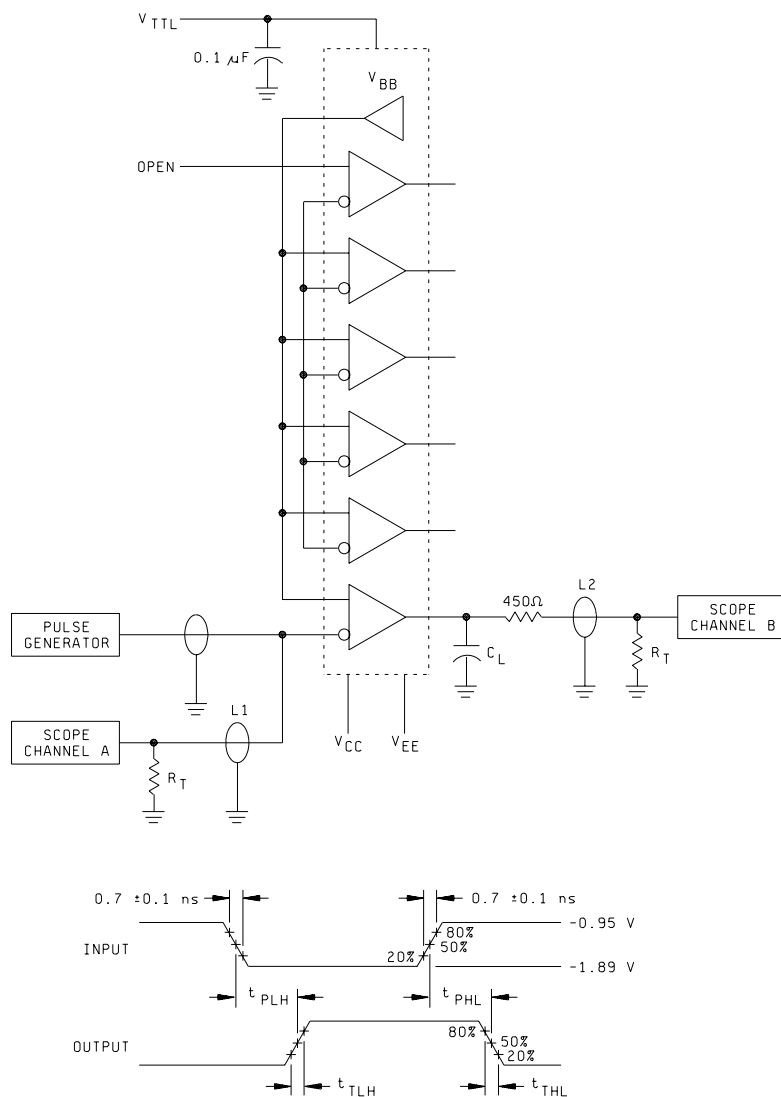 V TTL
0.1 µF
V BB
OPEN
PULSE
GENERATOR
SCOPE
CHANNEL A
R T
L1
V CC
V EE
C L
450Ω
L2
R T
SCOPE
CHANNEL B
0.7 ±0.1 ns
0.7 ±0.1 ns
INPUT
80%
50%
20%
-0.95 V
-1.89 V
t PLH
t PHL
OUTPUT
80%
50%
20%
t TLH
t THL